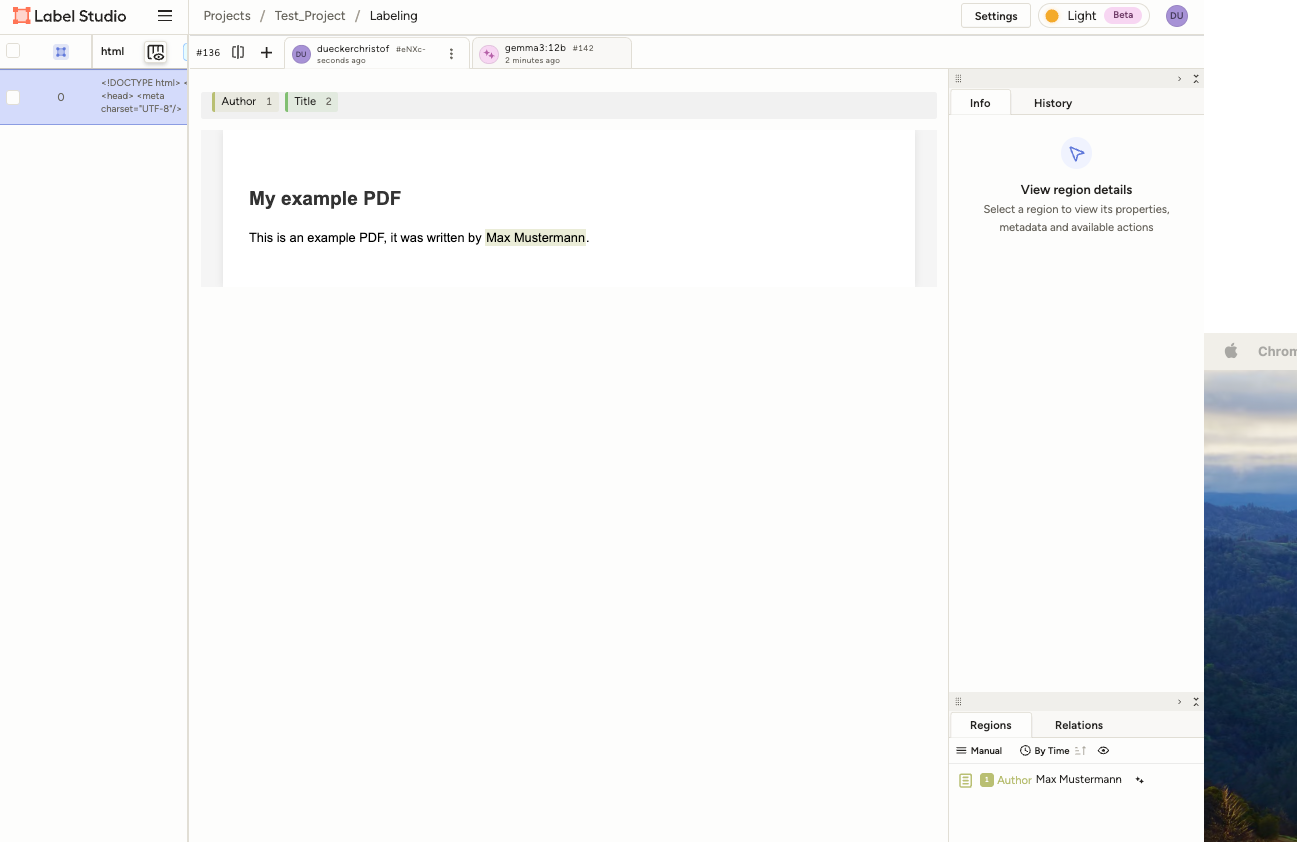 Label Studio
Projects / Test_Project / Labeling
Settings
Light Beta
DU
html
#136
DU dueckerchristof #eNXc-
seconds ago
gemma3:12b #142
2 minutes ago
0
<!DOCTYPE html> <
<head> <meta
charset="UTF-8"/>
Author 1 Title 2
My example PDF
This is an example PDF, it was written by Max Mustermann.
Info History
View region details
Select a region to view its properties,
metadata and available actions
Chrom
Regions Relations
Manual By Time
1 Author Max Mustermann